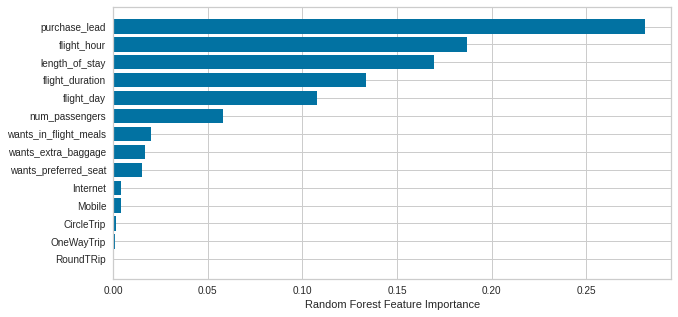 purchase_lead
flight_hour
length_of_stay
flight_duration
flight_day
num_passengers
wants_in_flight_meals
wants_extra_baggage
wants_preferred_seat
Internet
Mobile
CircleTrip
OneWayTrip
RoundTRip
0.00 0.05 0.10 0.15 0.20 0.25
Random Forest Feature Importance